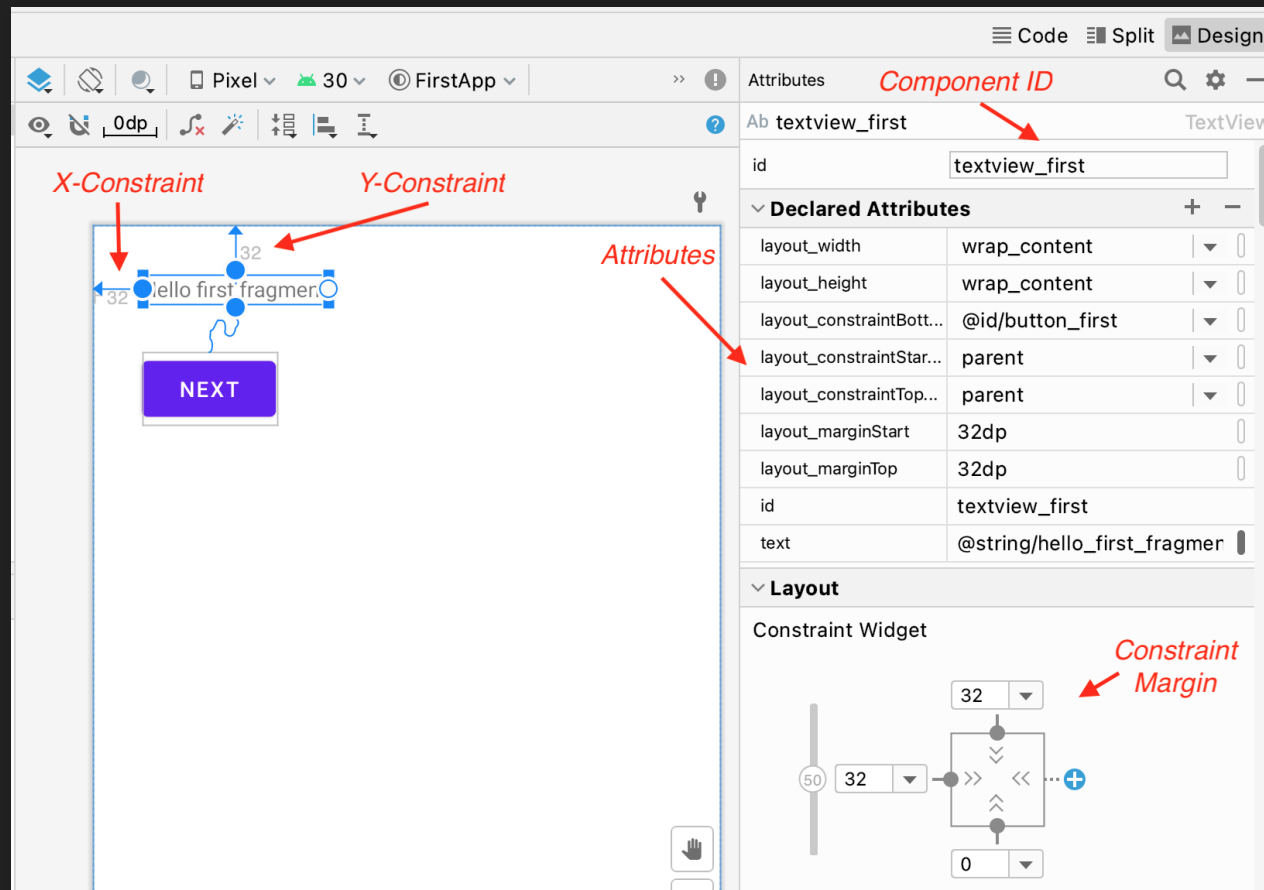 Code Split Design
Pixel 30 FirstApp
Attributes
Component ID
0dp
Ab textview_first TextView
id textview_first
X-Constraint
Y-Constraint
Declared Attributes
32
32
ello first fragmen
NEXT
Attributes
layout_width wrap_content
layout_height wrap_content
layout_constraintBott... @id/button_first
layout_constraintStar... parent
layout_constraintTop... parent
layout_marginStart 32dp
layout_marginTop 32dp
id textview_first
text @string/hello_first_fragmen
Layout
Constraint Widget
Constraint
Margin
32
50
32
0